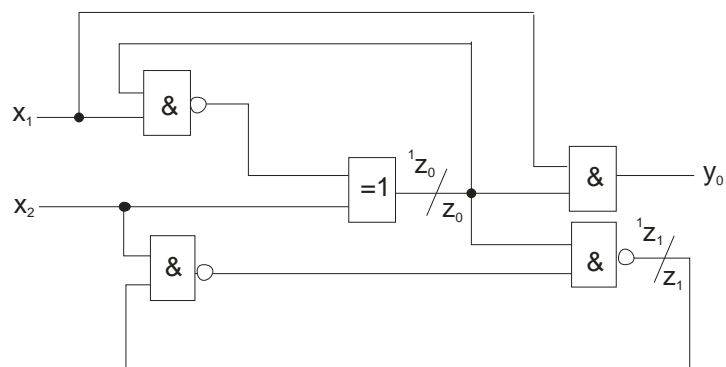 &
x₁
¹z₀
=1
z₀
&
y₀
x₂
&
&
¹z₁
z₁